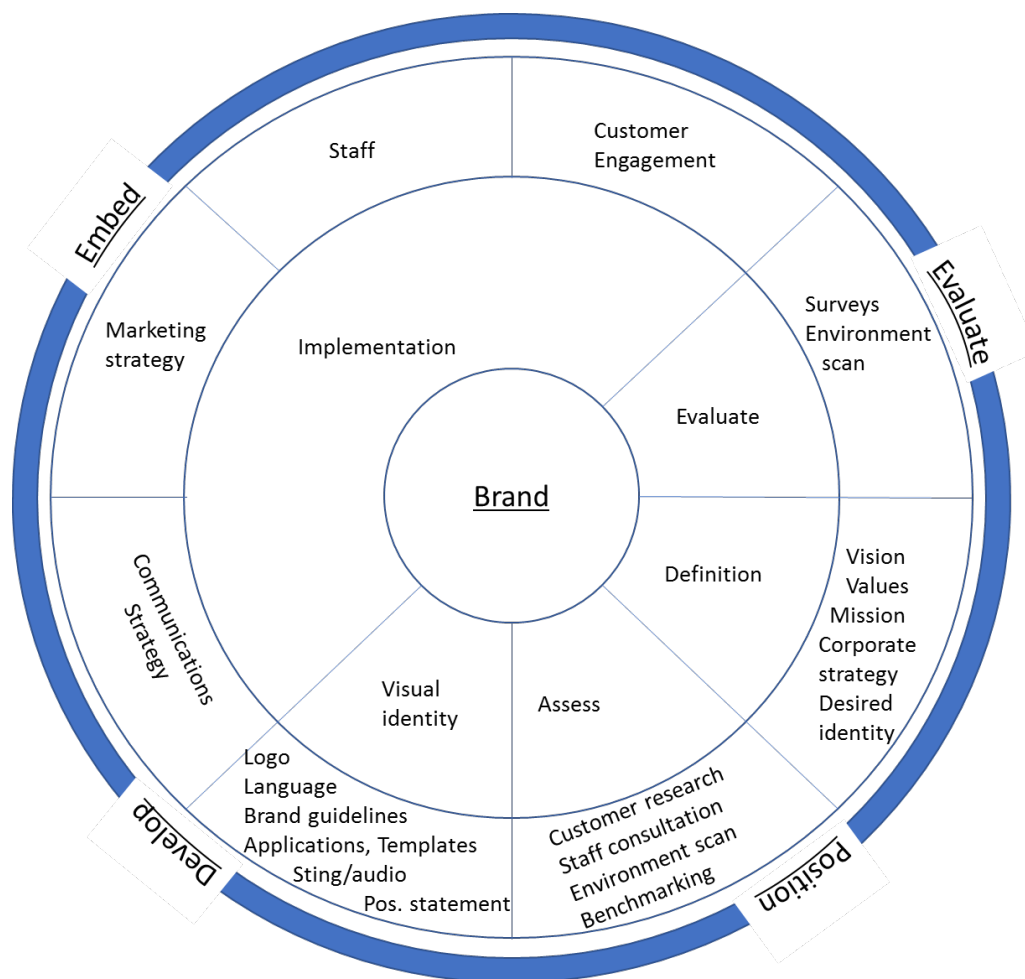 Staff
Customer
Engagement
Embed
Evaluate
Marketing
strategy
Implementation
Surveys
Environment
scan
Evaluate
Brand
Definition
Vision
Values
Mission
Corporate
strategy
Desired
identity
Communications
Strategy
Visual
identity
Assess
Logo
Language
Brand guidelines
Applications, Templates
Sting/audio
Pos. statement
Customer research
Staff consultation
Environment scan
Benchmarking
Develop
Position